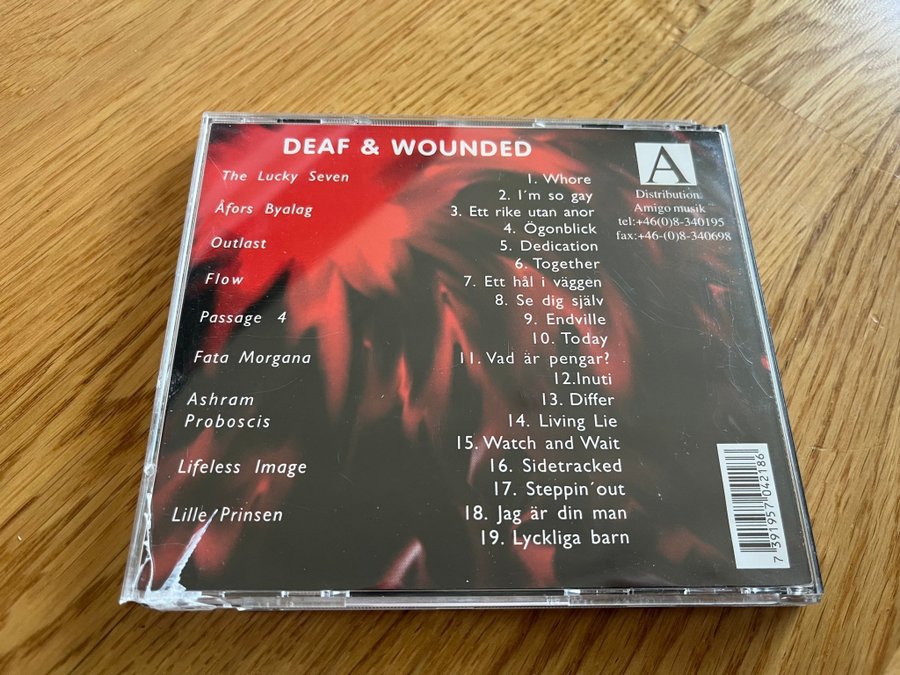 DEAF & WOUNDED
The Lucky Seven
Åfors Byalag
Outlast
Flow
Passage 4
Fata Morgana
Ashram
Proboscis
Lifeless Image
Lille Prinsen
1. Whore
2. I´m so gay
3. Ett rike utan anor
4. Ögonblick
5. Dedication
6. Together
7. Ett hål i väggen
8. Se dig själv
9. Endville
10. Today
11. Vad är pengar?
12.Inuti
13. Differ
14. Living Lie
15. Watch and Wait
16. Sidetracked
17. Steppin´out
18. Jag är din man
19. Lyckliga barn
A
Distribution:
Amigo musik
tel:+46(0)8-340195
fax:+46-(0)8-340698
7 391957 042186